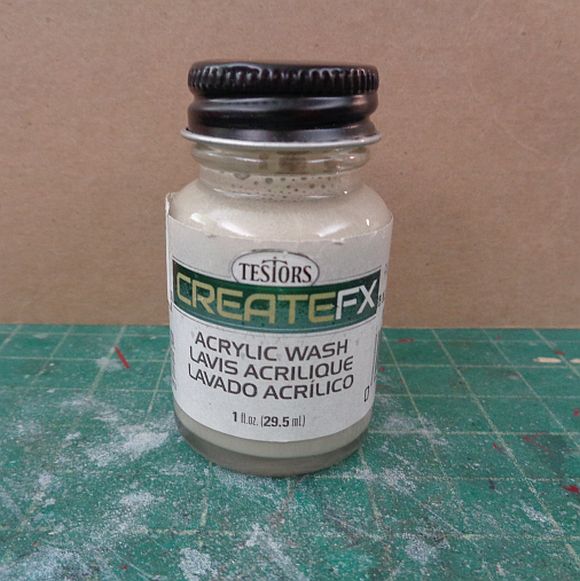 TESTORS
CREATEFX
ACRYLIC WASH
LAVIS ACRILIQUE
LAVADO ACRÍLICO
1 fl.oz. (29.5 ml)